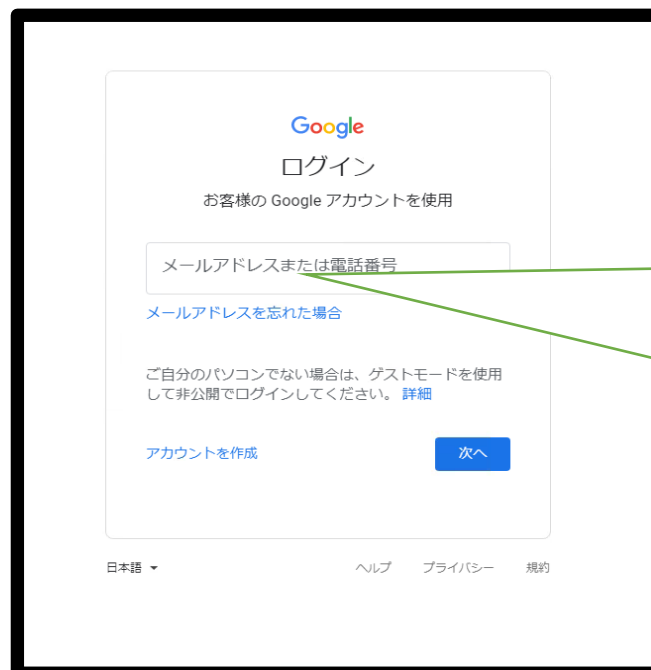 Google
ログイン
お客様の Google アカウントを使用
メールアドレスまたは電話番号
メールアドレスを忘れた場合
ご自分のパソコンでない場合は、ゲストモードを使用
して非公開でログインしてください。 詳細
アカウントを作成 次へ
日本語 ヘルプ プライバシー 規約